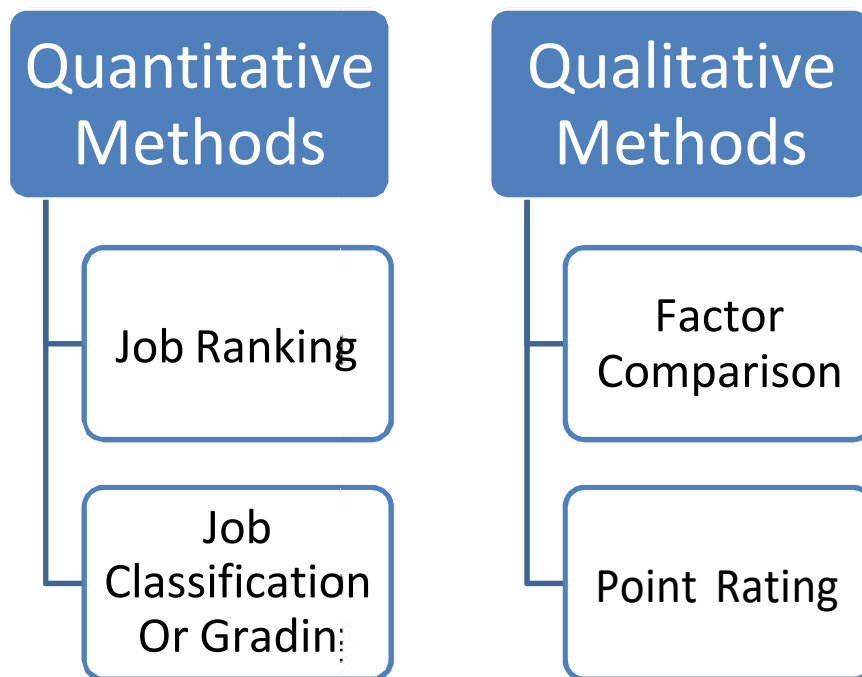 Quantitative
Methods
Job Ranking
Job
Classification
Or Gradin
Qualitative
Methods
Factor
Comparison
Point Rating